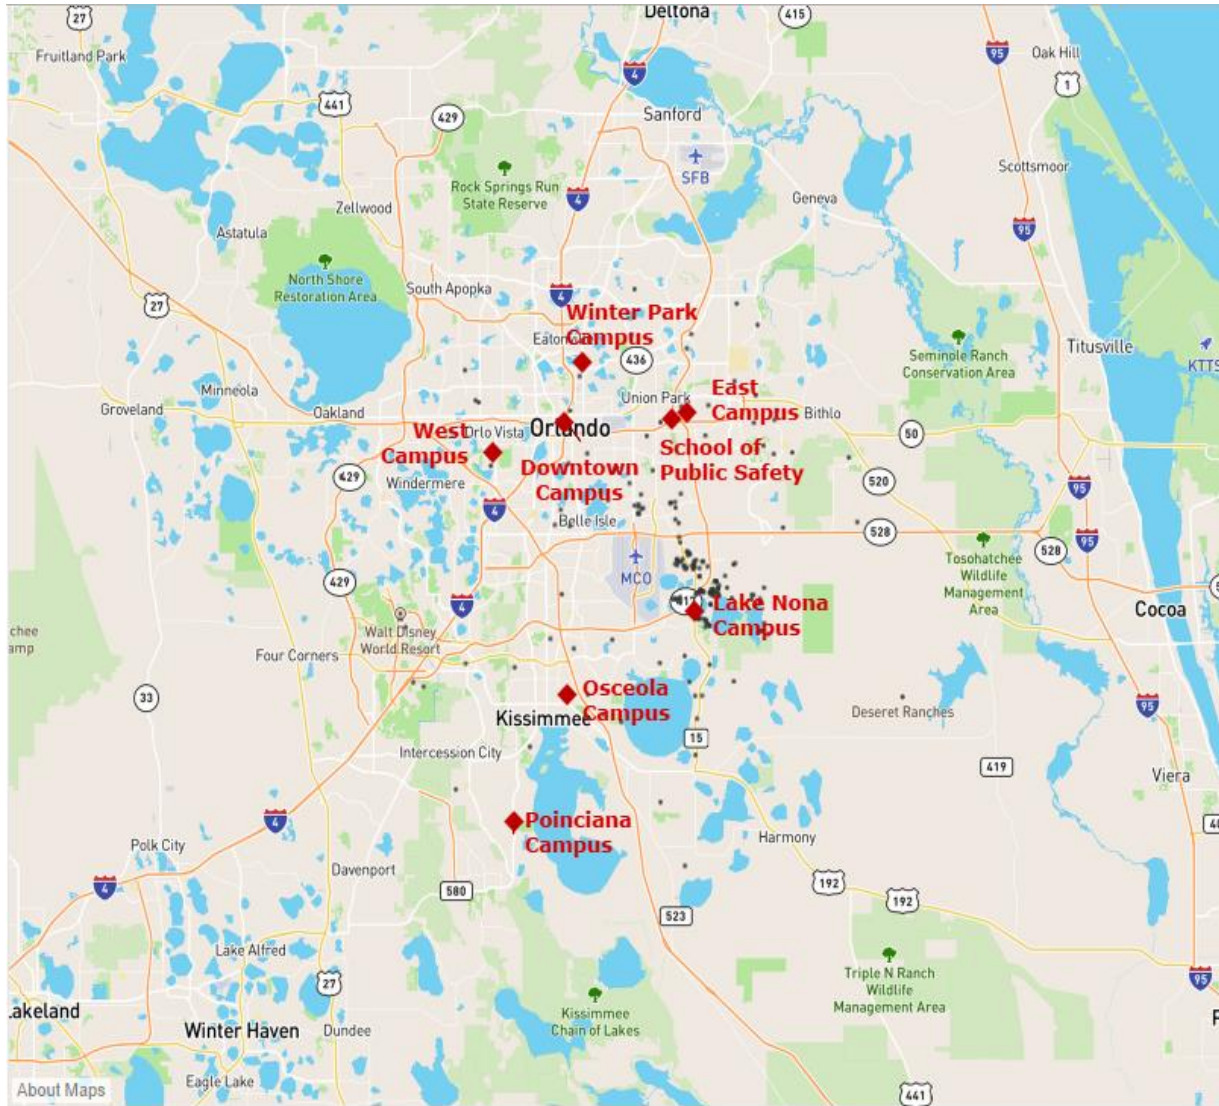 27
Deltona
415
Fruitland Park
95
Oak Hill
4
1
441
429
Sanford
SFB
Scottsmoor
Rock Springs Run
State Reserve
4
Geneva
Zellwood
95
Astatula
North Shore
Restoration Area
South Apopka
4
27
Winter Park
Campus
436
Titusville
Seminole Ranch
Conservation Area
KTTS
Minneola
Union Park
East
Campus
Groveland
Oakland
Bithlo
50
West
Campus
Orlo Vista
Orlando
School of
Public Safety
Downtown
Campus
429
Windermere
520
95
4
Belle Isle
528
95
528
MCO
Tosohatchee
Wildlife
Management
Area
429
4
Lake Nona
Campus
Cocoa
Walt Disney
World Resort
Four Corners
33
Osceola
Campus
Kissimmee
Deseret Ranches
95
15
Intercession City
419
Viera
4
Poinciana
Campus
Polk City
Harmony
Davenport
4
580
192
192
523
Lake Alfred
27
Triple N Ranch
Wildlife
Management Area
95
Kissimmee
Chain of Lakes
Winter Haven
Dundee
Eagle Lake
About Maps
441